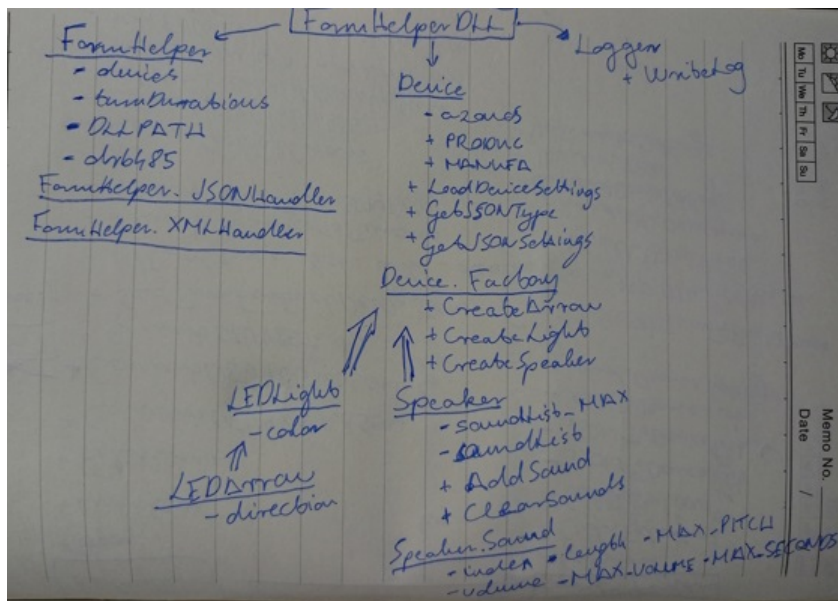 FormHelperDLL
FormHelper
- devices
- turnDurations
- DLLPATH
- dlrb485
FormHelper.JSONHandler
FormHelper.XMLHandler
Device
- azonos
+ PRODUC
+ MANUFA
+ LoadDeviceSettings
+ GetJSONType
+ GetJSONSettings
Device.Factory
+ CreateArrow
+ CreateLight
+ CreateSpeaker
Logger
+ WriteLog
LEDLight
- color
LEDArrow
- direction
Speaker
- soundList_MAX
- soundList
+ AddSound
+ ClearSounds
Speaker.Sound
- index - length - MAX_PITCH
- volume - MAX_VOLUME - MAX_SECONDS
Mo Tu We Th Fr Sa Su
Memo No.
Date /